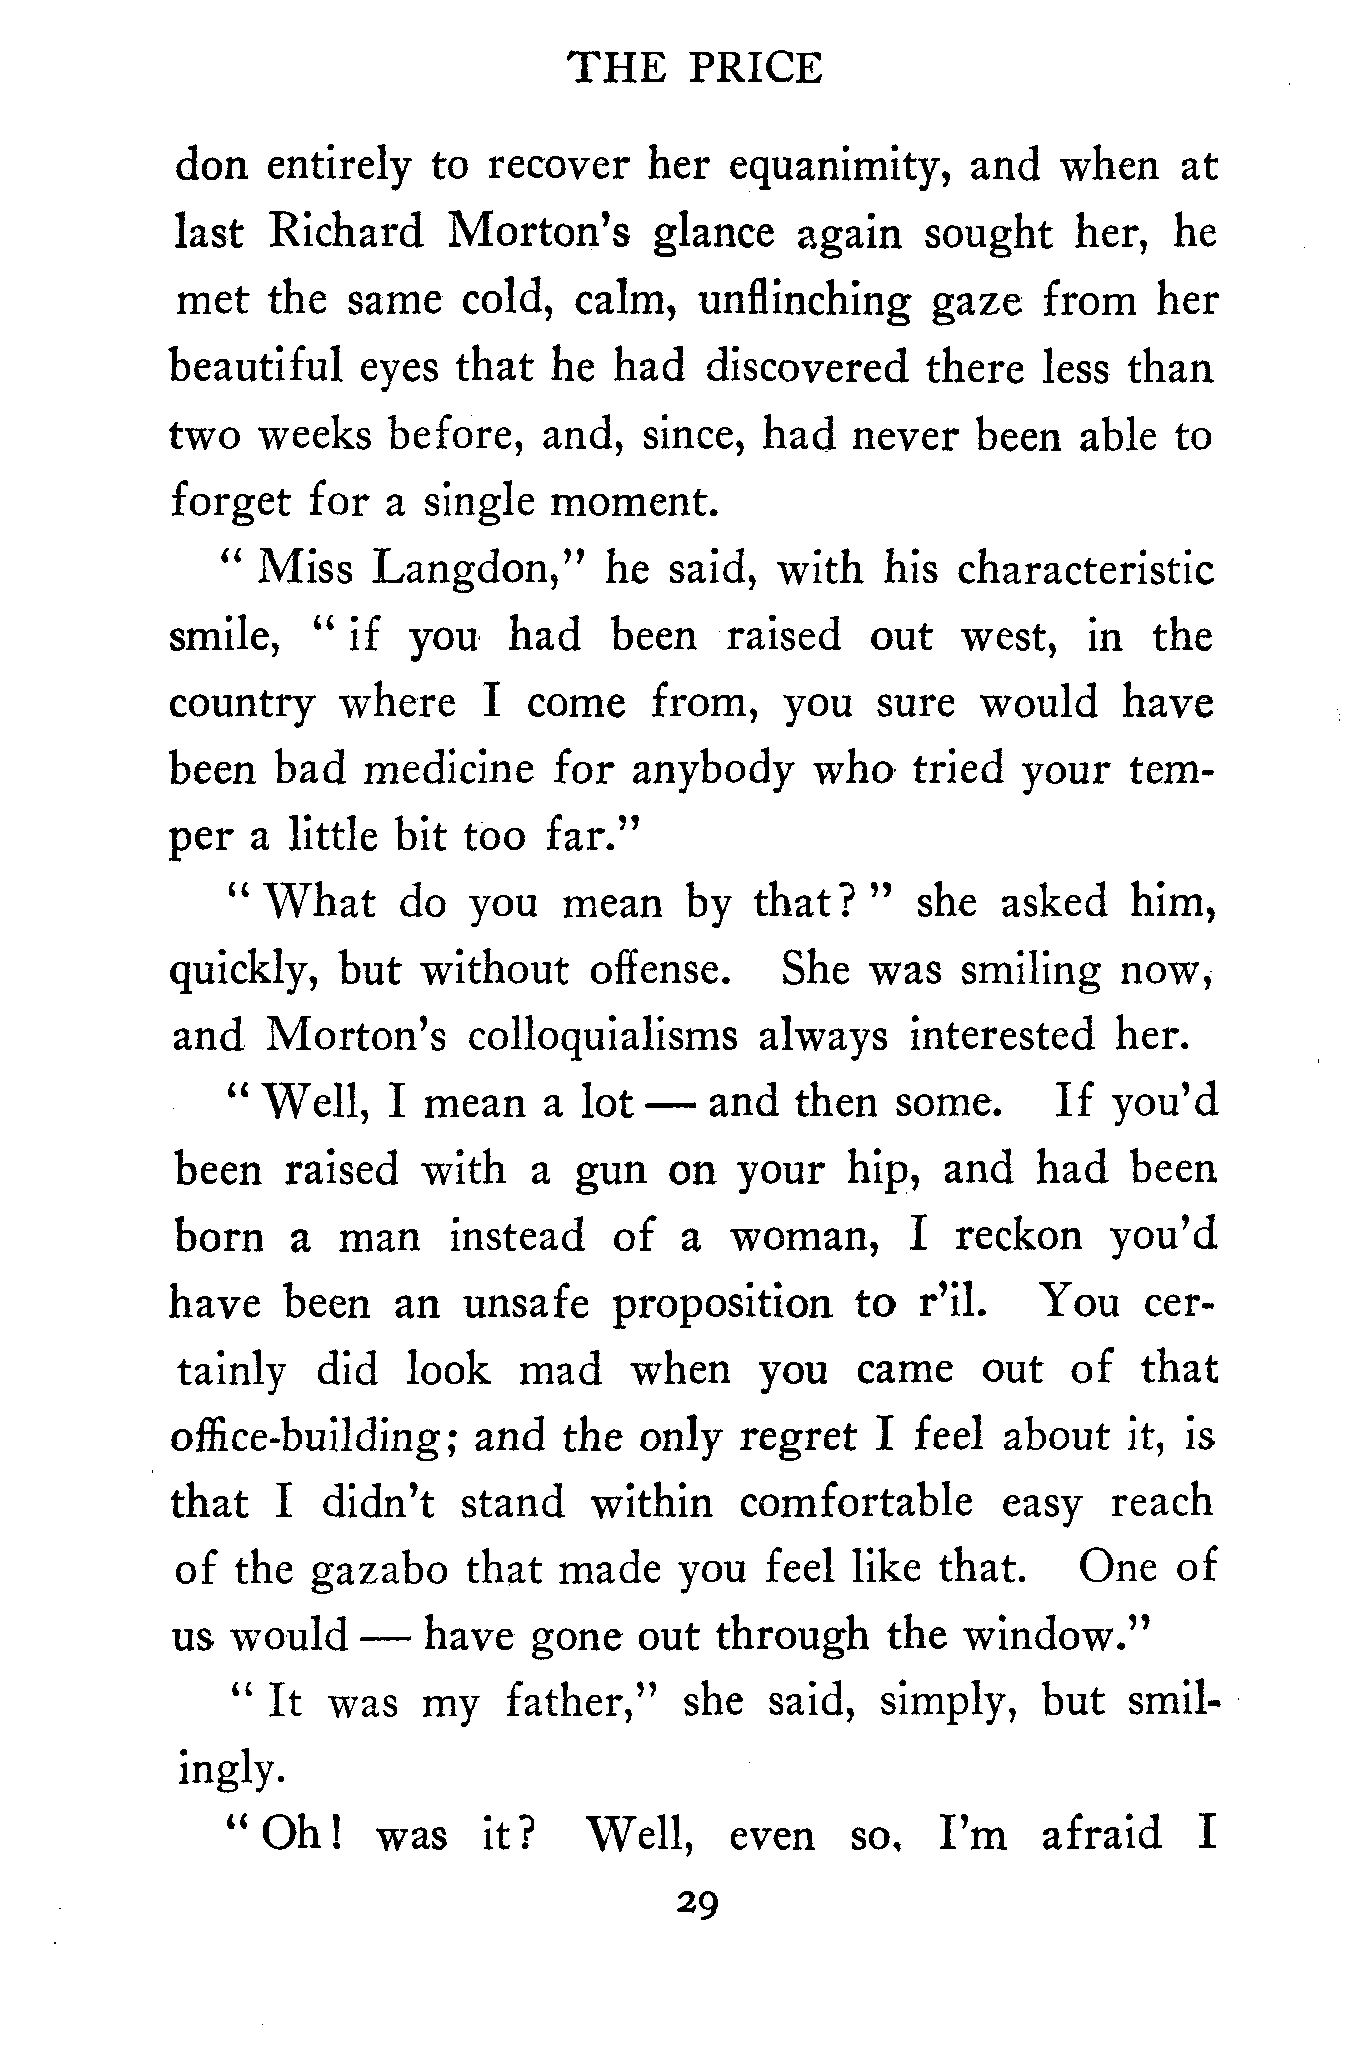 THE PRICE
don entirely to recover her equanimity, and when at
last Richard Morton's glance again sought her, he
met the same cold, calm, unflinching gaze from her
beautiful eyes that he had discovered there less than
two weeks before, and, since, had never been able to
forget for a single moment.
" Miss Langdon," he said, with his characteristic
smile, " if you had been raised out west, in the
country where I come from, you sure would have
been bad medicine for anybody who tried your tem-
per a little bit too far."
" What do you mean by that? " she asked him,
quickly, but without offense. She was smiling now,
and Morton's colloquialisms always interested her.
" Well, I mean a lot — and then some. If you'd
been raised with a gun on your hip, and had been
born a man instead of a woman, I reckon you'd
have been an unsafe proposition to r'il. You cer-
tainly did look mad when you came out of that
office-building; and the only regret I feel about it, is
that I didn't stand within comfortable easy reach
of the gazabo that made you feel like that. One of
us would — have gone out through the window."
" It was my father," she said, simply, but smil-
ingly.
" Oh! was it? Well, even so, I'm afraid I
29